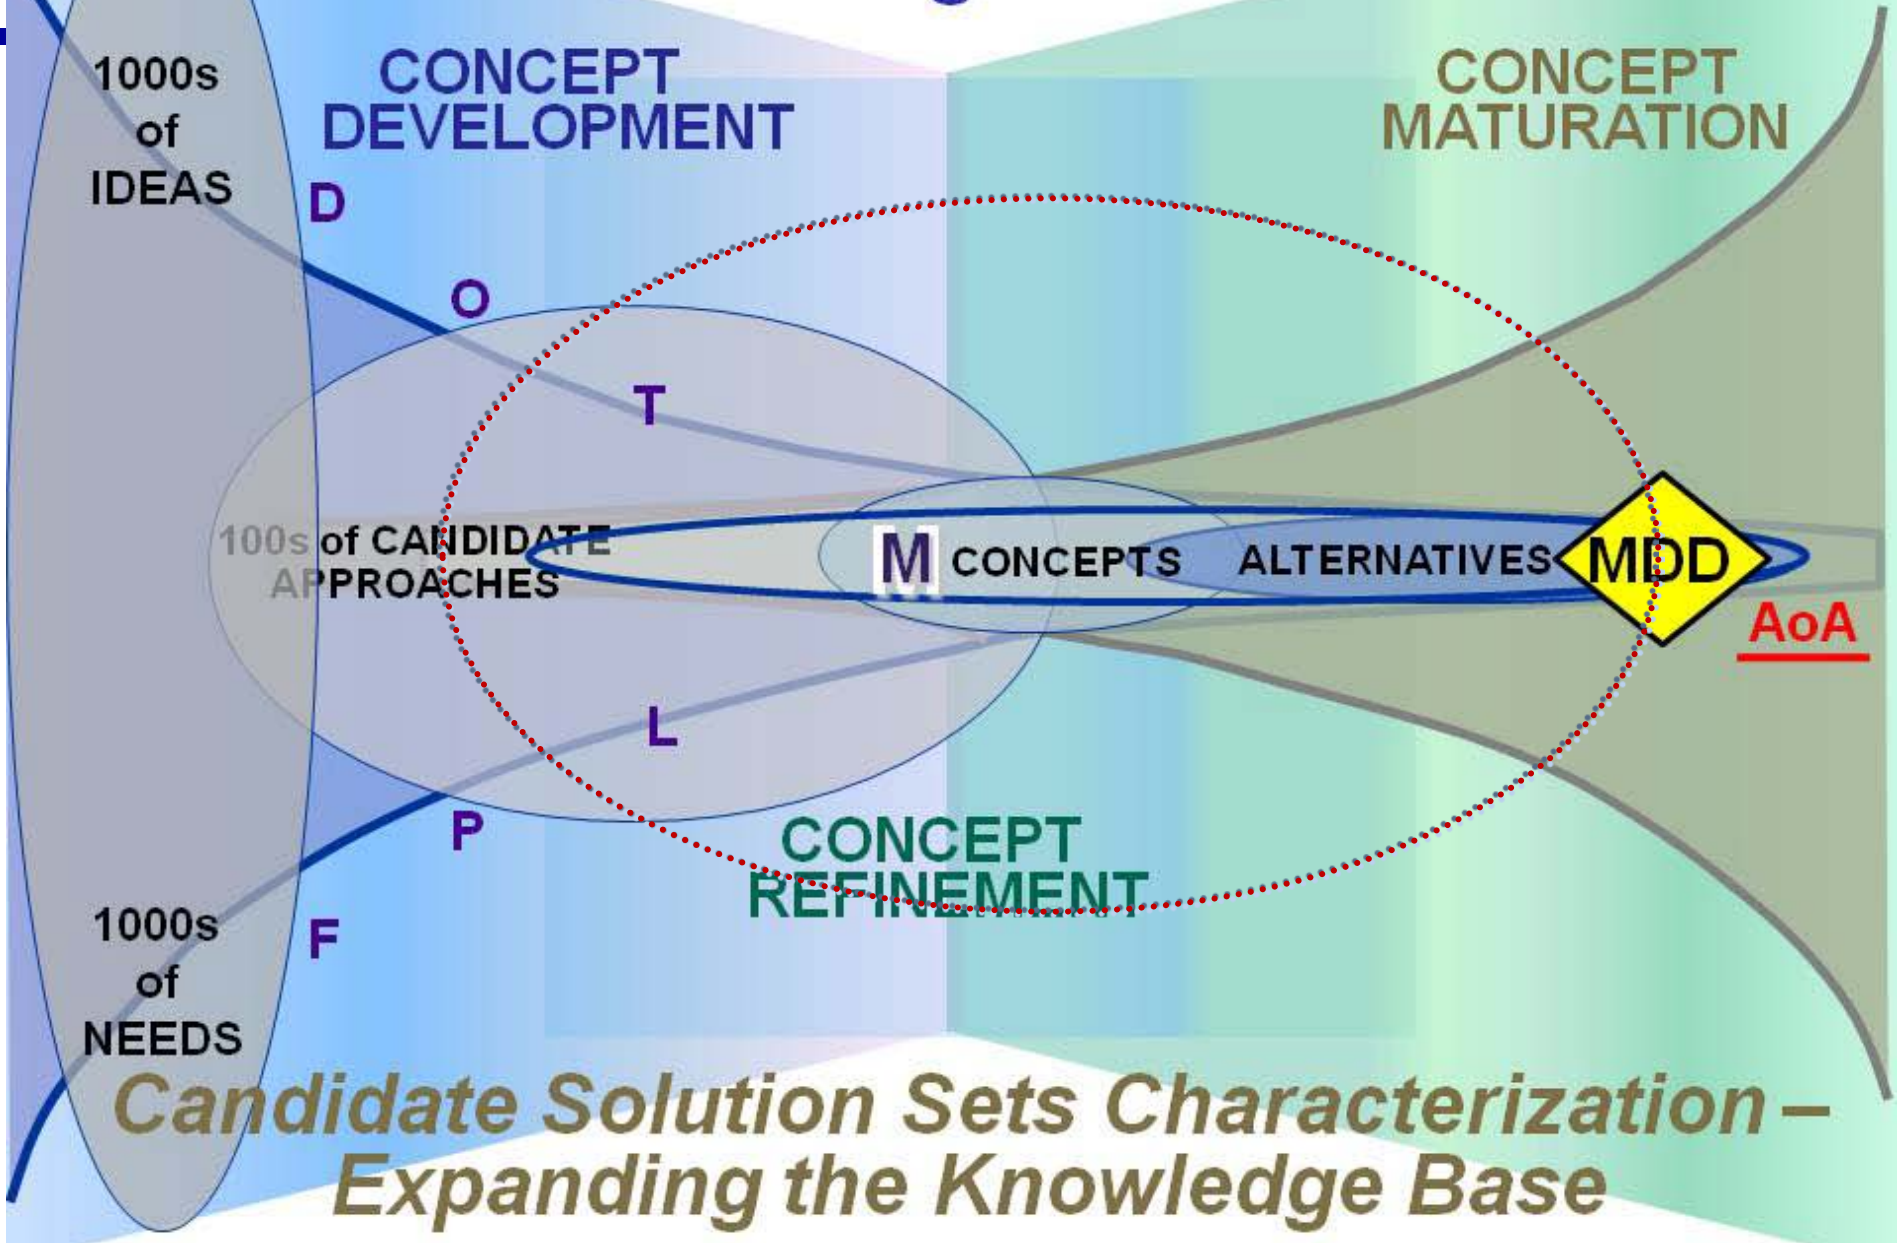 1000s
of
IDEAS
CONCEPT
DEVELOPMENT
CONCEPT
MATURATION
D
O
T
100s of CANDIDATE
APPROACHES
M CONCEPTS
ALTERNATIVES
MDD
AoA
L
P
F
CONCEPT
REFINEMENT
1000s
of
NEEDS
Candidate Solution Sets Characterization –
Expanding the Knowledge Base